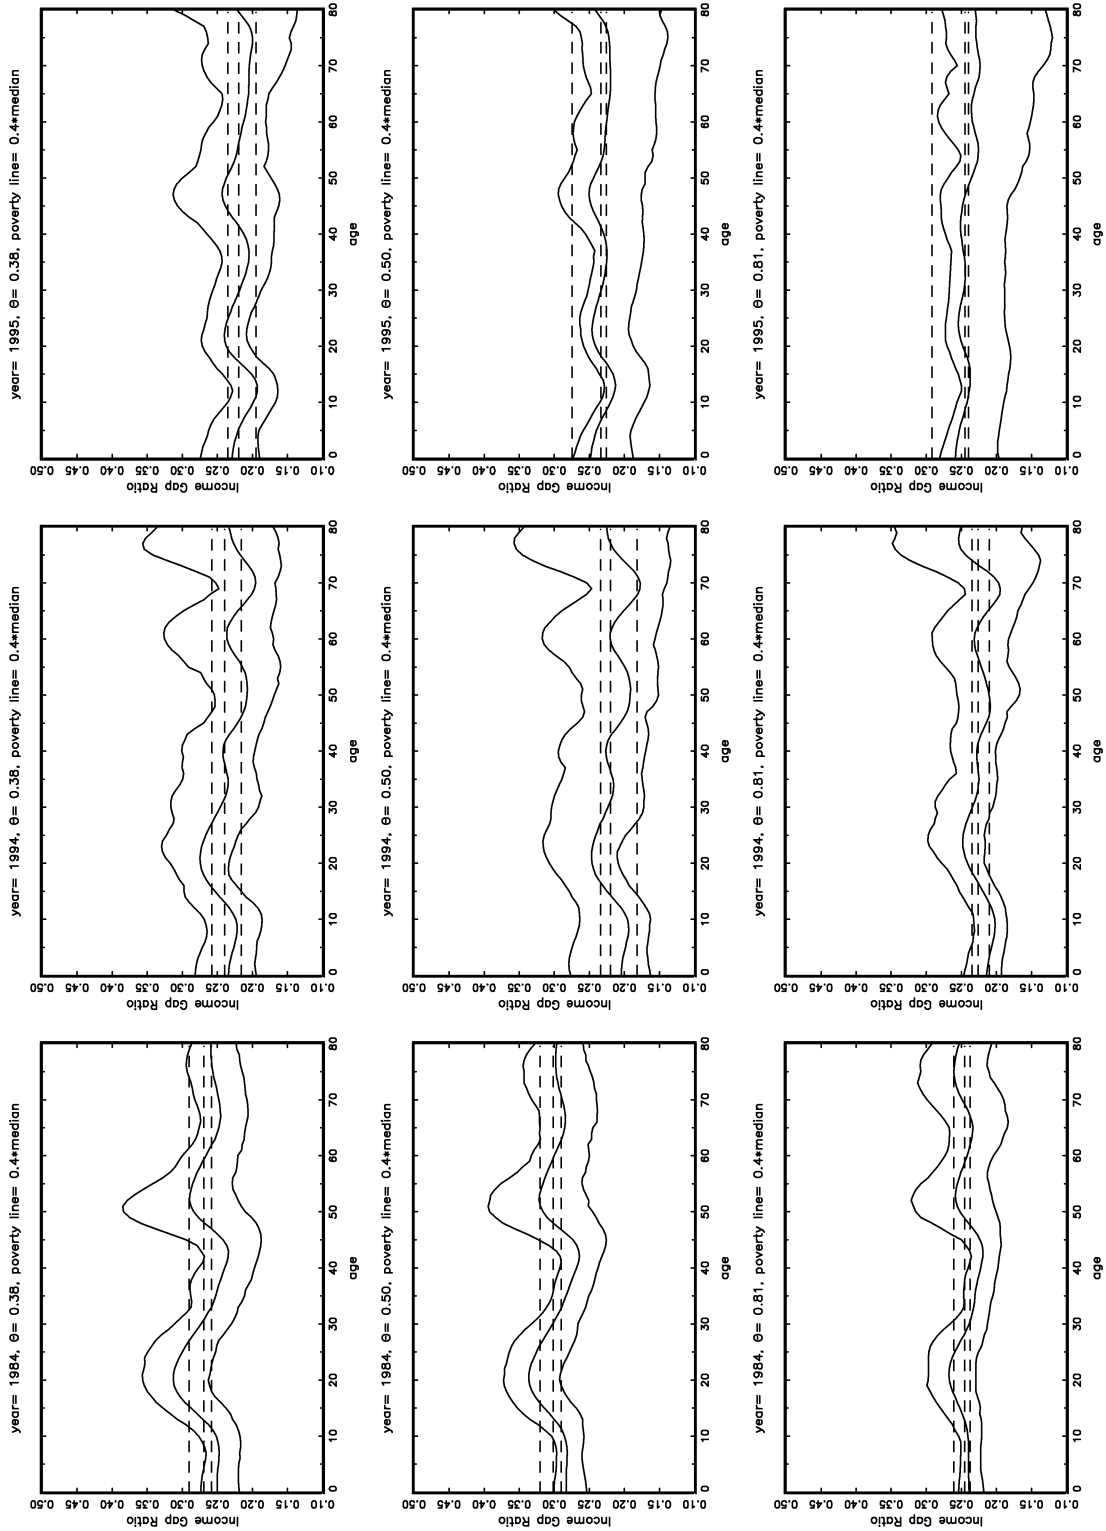 year= 1984, Θ= 0.38, poverty line= 0.4*median
Income Gap Ratio
0.10 0.15 0.20 0.25 0.30 0.35 0.40 0.45 0.50
0 10 20 30 40 50 60 70 80
age
year= 1994, Θ= 0.38, poverty line= 0.4*median
Income Gap Ratio
0.10 0.15 0.20 0.25 0.30 0.35 0.40 0.45 0.50
0 10 20 30 40 50 60 70 80
age
year= 1995, Θ= 0.38, poverty line= 0.4*median
Income Gap Ratio
0.10 0.15 0.20 0.25 0.30 0.35 0.40 0.45 0.50
0 10 20 30 40 50 60 70 80
age
year= 1984, Θ= 0.50, poverty line= 0.4*median
Income Gap Ratio
0.10 0.15 0.20 0.25 0.30 0.35 0.40 0.45 0.50
0 10 20 30 40 50 60 70 80
age
year= 1994, Θ= 0.50, poverty line= 0.4*median
Income Gap Ratio
0.10 0.15 0.20 0.25 0.30 0.35 0.40 0.45 0.50
0 10 20 30 40 50 60 70 80
age
year= 1995, Θ= 0.50, poverty line= 0.4*median
Income Gap Ratio
0.10 0.15 0.20 0.25 0.30 0.35 0.40 0.45 0.50
0 10 20 30 40 50 60 70 80
age
year= 1984, Θ= 0.81, poverty line= 0.4*median
Income Gap Ratio
0.10 0.15 0.20 0.25 0.30 0.35 0.40 0.45 0.50
0 10 20 30 40 50 60 70 80
age
year= 1994, Θ= 0.81, poverty line= 0.4*median
Income Gap Ratio
0.10 0.15 0.20 0.25 0.30 0.35 0.40 0.45 0.50
0 10 20 30 40 50 60 70 80
age
year= 1995, Θ= 0.81, poverty line= 0.4*median
Income Gap Ratio
0.10 0.15 0.20 0.25 0.30 0.35 0.40 0.45 0.50
0 10 20 30 40 50 60 70 80
age